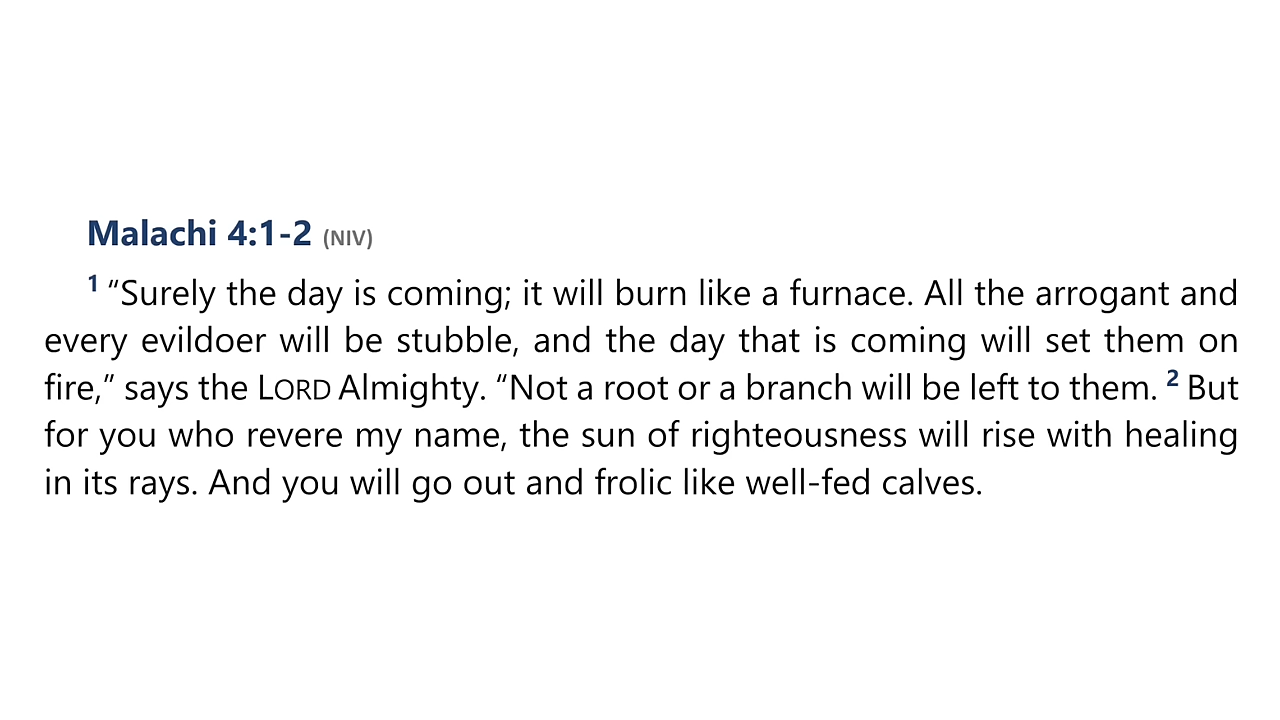 Malachi 4:1-2 (NIV)
1 “Surely the day is coming; it will burn like a furnace. All the arrogant and
every evildoer will be stubble, and the day that is coming will set them on
fire,” says the LORD Almighty. “Not a root or a branch will be left to them. 2 But
for you who revere my name, the sun of righteousness will rise with healing
in its rays. And you will go out and frolic like well-fed calves.